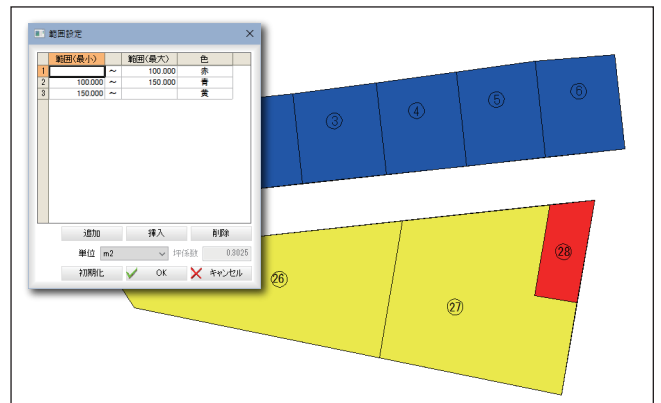 範囲設定
範囲(最小) 範囲(最大) 色
1 ~ 100.000 赤
2 100.000 ~ 150.000 青
3 150.000 ~ 黄
追加 挿入 削除
単位 m2 坪係数 0.3025
初期化 OK キャンセル
③ ④ ⑤ ⑥
㉖ ㉗ ㉘